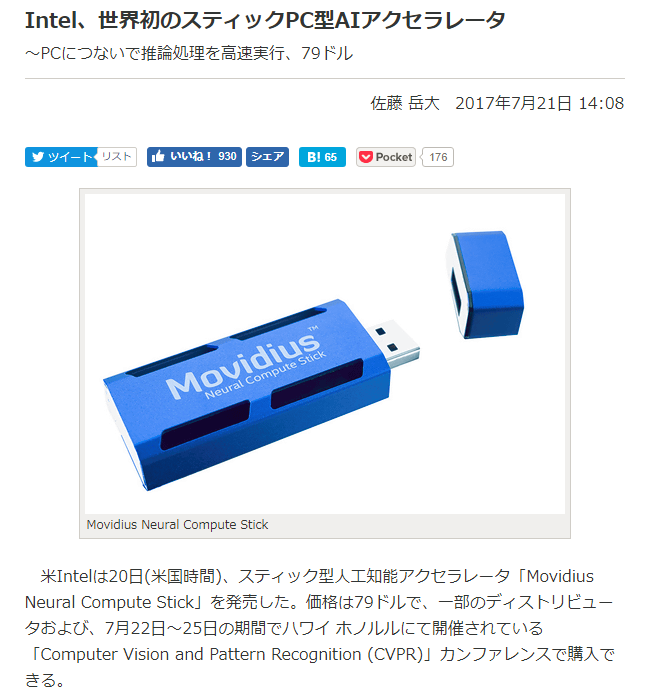 Intel、世界初のスティックPC型AIアクセラレータ
～PCにつないで推論処理を高速実行、79ドル
佐藤 岳大　2017年7月21日 14:08
ツイート リスト いいね！ 930 シェア B! 65 Pocket 176
Movidius™
Neural Compute Stick
Movidius Neural Compute Stick
米Intelは20日(米国時間)、スティック型人工知能アクセラレータ「Movidius
Neural Compute Stick」を発売した。価格は79ドルで、一部のディストリビュー
タおよび、7月22日～25日の期間でハワイ ホノルルにて開催されている
「Computer Vision and Pattern Recognition (CVPR)」カンファレンスで購入で
きる。